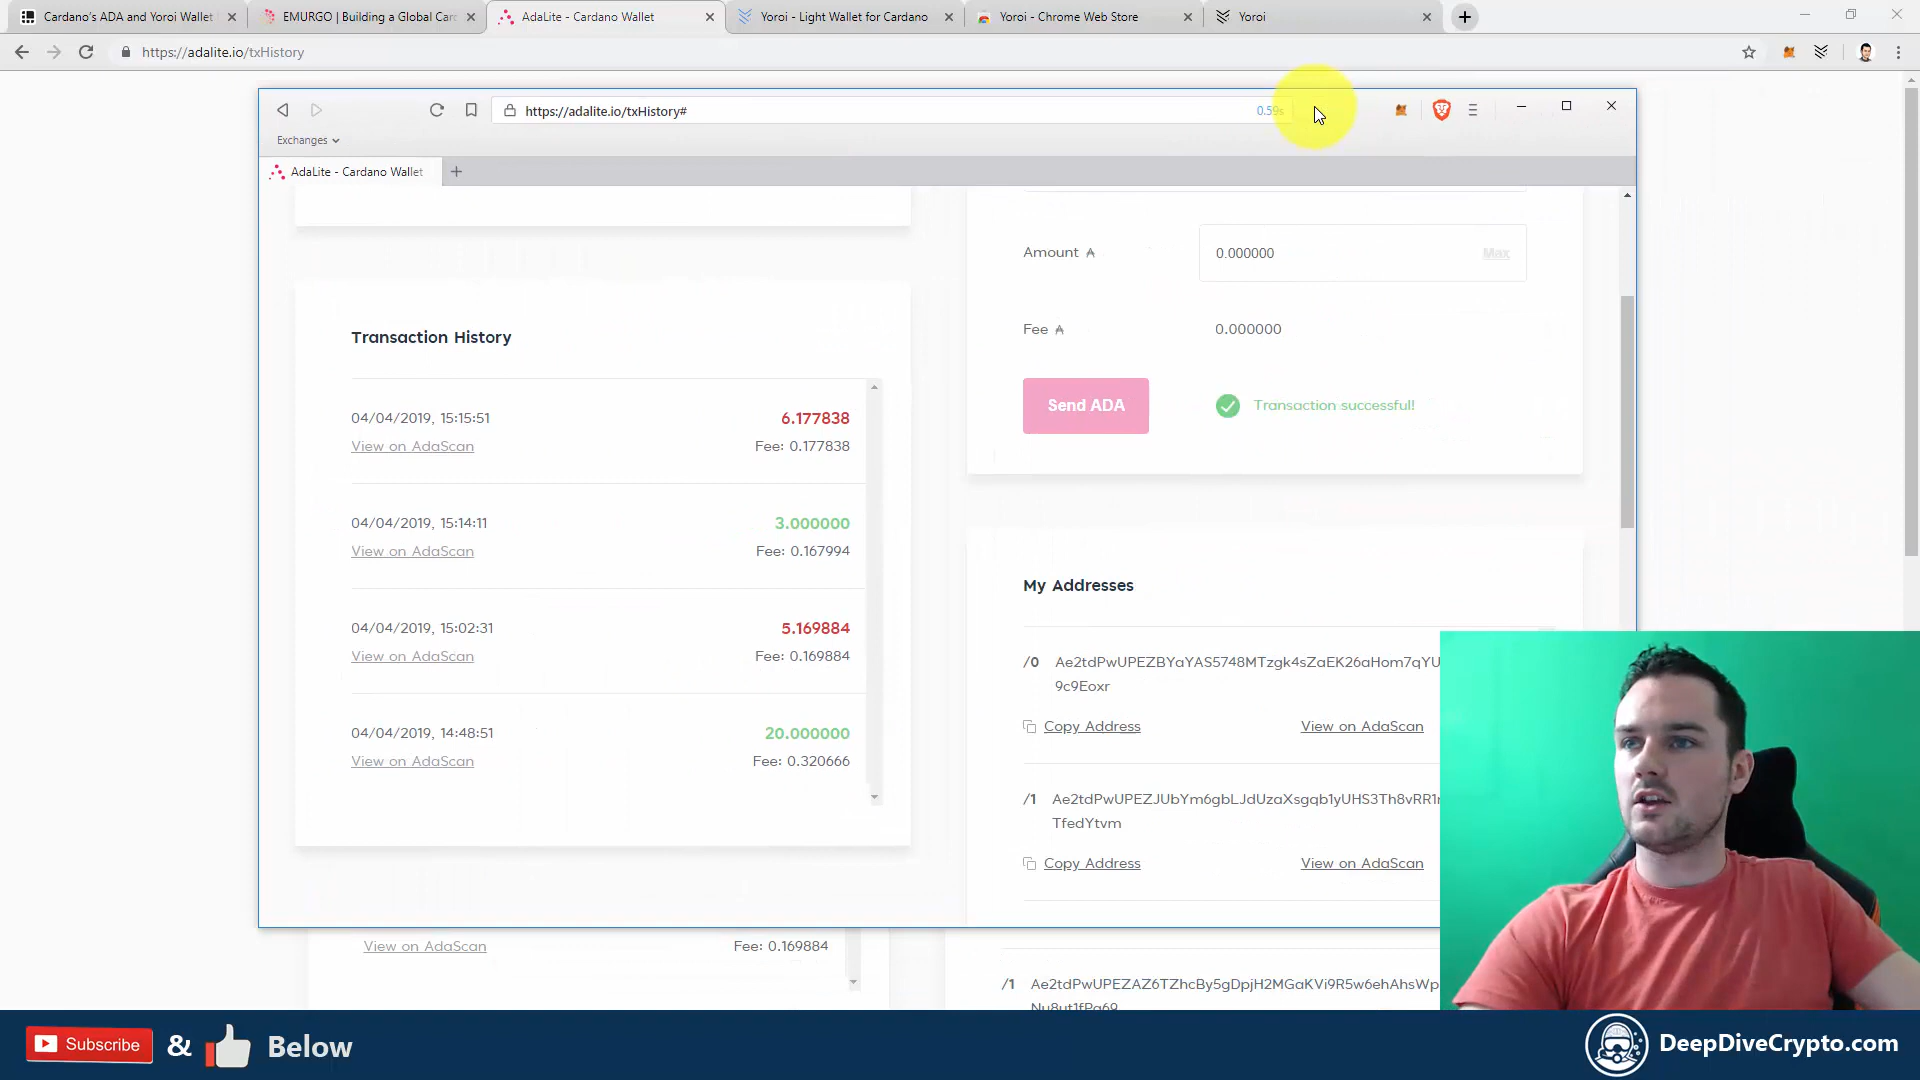 Cardano's ADA and Yoroi Wallet
EMURGO | Building a Global Car
AdaLite - Cardano Wallet
Yoroi - Light Wallet for Cardano
Yoroi - Chrome Web Store
Yoroi
https://adalite.io/txHistory
https://adalite.io/txHistory#
0.59s
Exchanges
AdaLite - Cardano Wallet
Transaction History
04/04/2019, 15:15:51
6.177838
View on AdaScan
Fee: 0.177838
04/04/2019, 15:14:11
3.000000
View on AdaScan
Fee: 0.167994
04/04/2019, 15:02:31
5.169884
View on AdaScan
Fee: 0.169884
04/04/2019, 14:48:51
20.000000
View on AdaScan
Fee: 0.320666
Amount ₳
0.000000
Max
Fee ₳
0.000000
Send ADA
Transaction successful!
My Addresses
/0 Ae2tdPwUPEZBYaYAS5748MTzgk4sZaEK26aHom7qYU
9c9Eoxr
Copy Address
View on AdaScan
/1 Ae2tdPwUPEZJUbYm6gbLJdUzaXsgqb1yUHS3Th8vRR1
TfedYtvm
Copy Address
View on AdaScan
View on AdaScan
Fee: 0.169884
/1 Ae2tdPwUPEZAZ6TZhcBy5gDpjH2MGaKVi9R5w6ehAhsWp
Subscribe & Below
DeepDiveCrypto.com